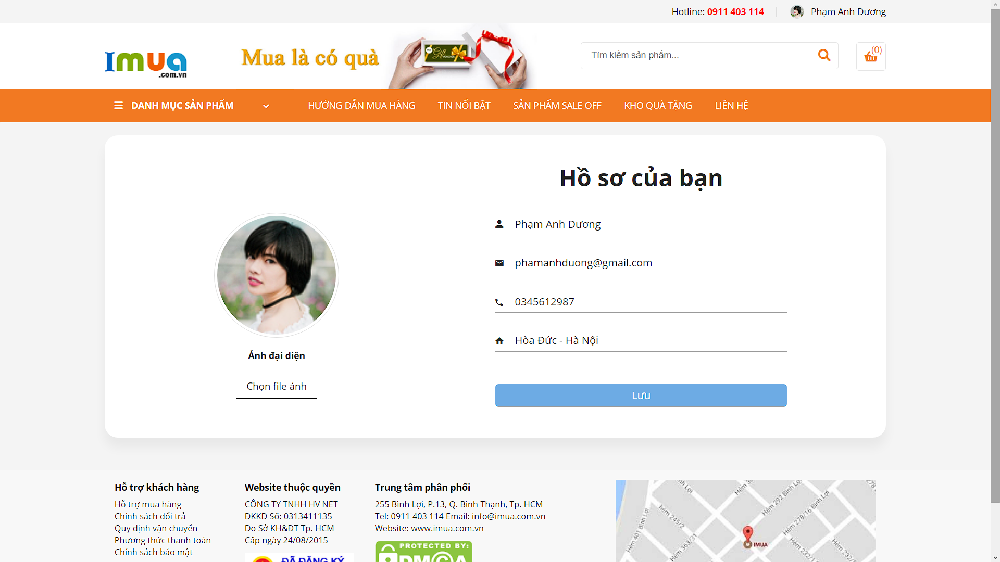 Hotline: 0911 403 114
Phạm Anh Dương
Imua
.com.vn
Mua là có quà
Gift
VOUCHER
Tìm kiếm sản phẩm...
(0)
DANH MỤC SẢN PHẨM
HƯỚNG DẪN MUA HÀNG
TIN NỔI BẬT
SẢN PHẨM SALE OFF
KHO QUÀ TẶNG
LIÊN HỆ
Hồ sơ của bạn
Phạm Anh Dương
phamanhduong@gmail.com
0345612987
Hòa Đức - Hà Nội
Lưu
Ảnh đại diện
Chọn file ảnh
Hỗ trợ khách hàng
Hỗ trợ mua hàng
Chính sách đổi trả
Quy định vận chuyển
Phương thức thanh toán
Chính sách bảo mật
Website thuộc quyền
CÔNG TY TNHH HV NET
ĐKKD Số: 0313411135
Do Sở KH&ĐT Tp. HCM
Cấp ngày 24/08/2015
ĐÃ ĐĂNG KÝ
Trung tâm phân phối
255 Bình Lợi, P.13, Q. Bình Thạnh, Tp. HCM
Tel: 0911 403 114 Email: info@imua.com.vn
Website: www.imua.com.vn
PROTECTED BY:
DMCA
Hẻm 292 Bình Lợi
hẻm 245/2
Hẻm 278/16 Bình Lợi
Hẻm 401 Bình Lợi
Hẻm 363/31
IMUA
Hẻm 232/1
Hẻm 232/